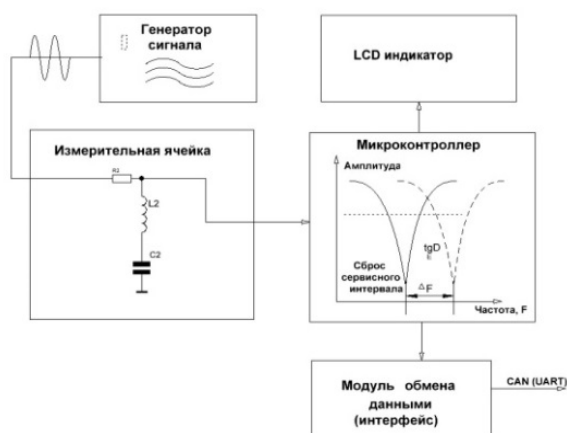 Генератор
сигнала
LCD индикатор
Измерительная ячейка
L2
C2
Микроконтроллер
Амплитуда
tgD
E
Сброс
сервисного
интервала
ΔF
Частота, F
Модуль обмена
данными
(интерфейс)
CAN (UART)